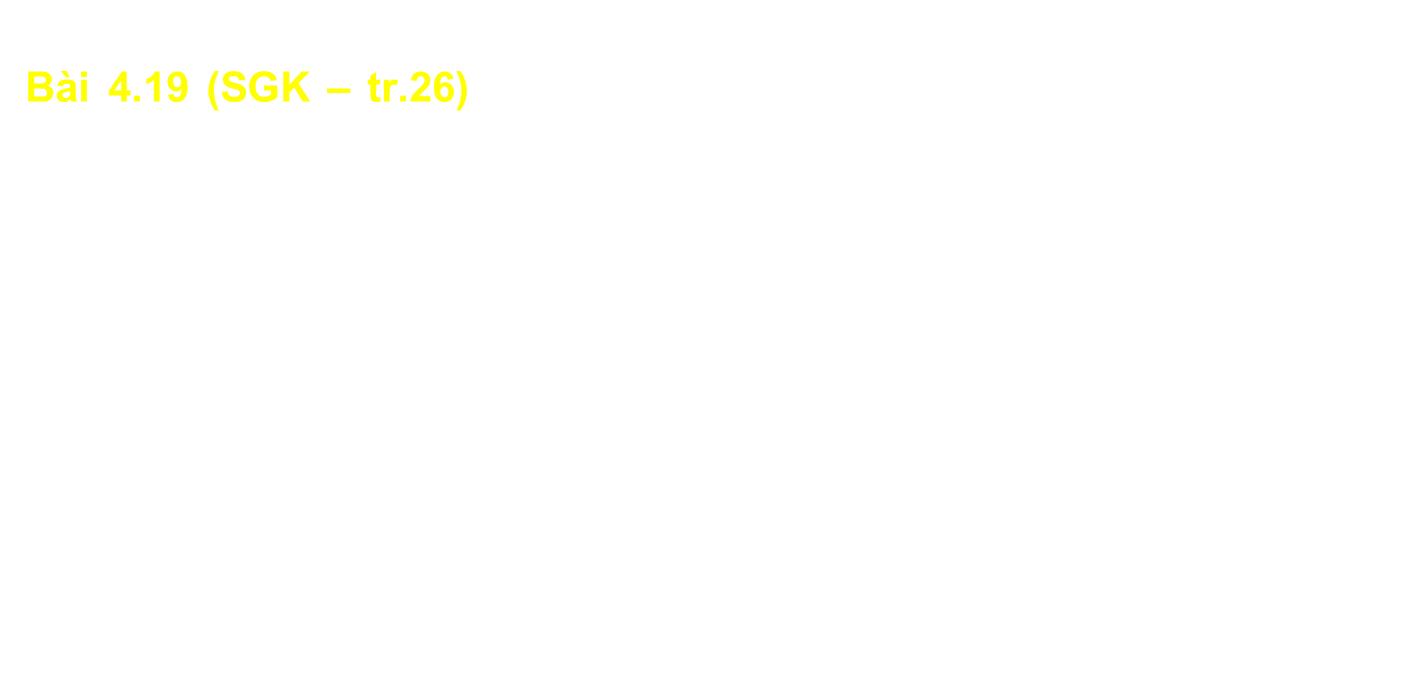 Bài 4.19 (SGK – tr.26)